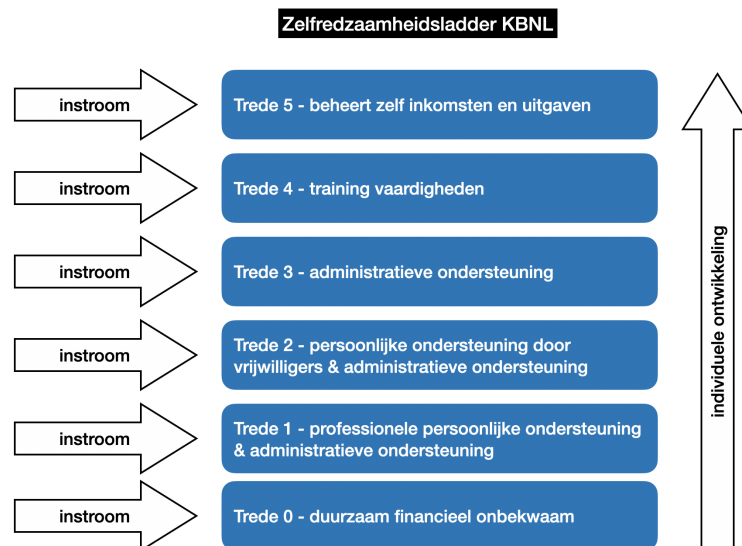 Zelfredzaamheidsladder KBNL
instroom
Trede 5 - beheert zelf inkomsten en uitgaven
instroom
Trede 4 - training vaardigheden
instroom
Trede 3 - administratieve ondersteuning
instroom
Trede 2 - persoonlijke ondersteuning door
vrijwilligers & administratieve ondersteuning
instroom
Trede 1 - professionele persoonlijke ondersteuning
& administratieve ondersteuning
instroom
Trede 0 - duurzaam financieel onbekwaam
individuele ontwikkeling